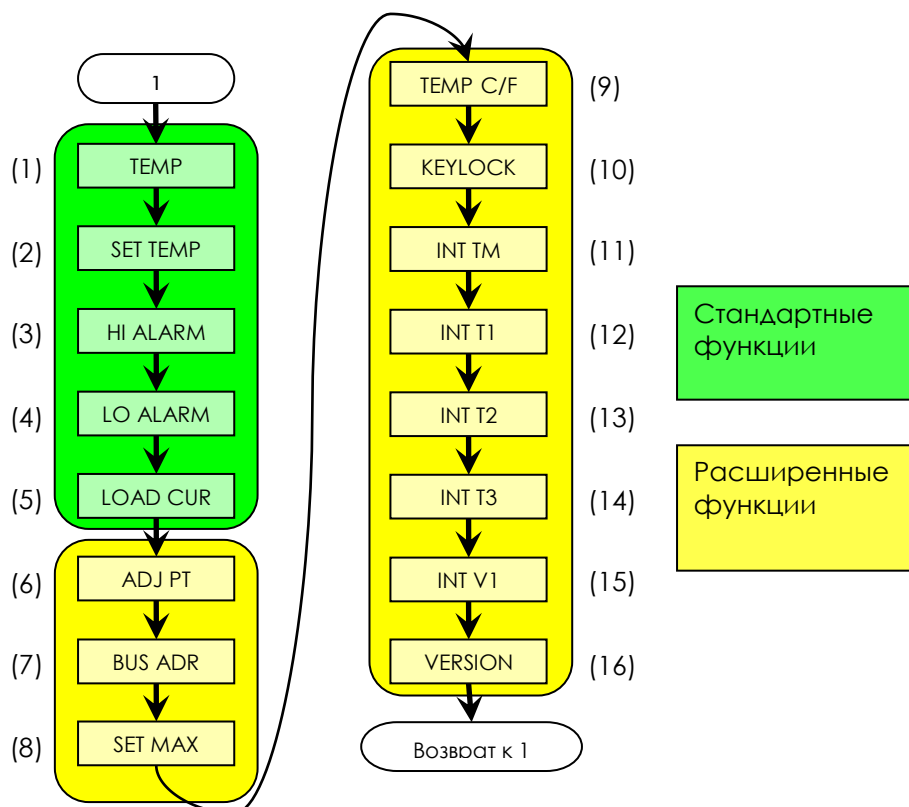 1
(1) TEMP
(2) SET TEMP
(3) HI ALARM
(4) LO ALARM
(5) LOAD CUR
(6) ADJ PT
(7) BUS ADR
(8) SET MAX
TEMP C/F (9)
KEYLOCK (10)
INT TM (11)
INT T1 (12)
INT T2 (13)
INT T3 (14)
INT V1 (15)
VERSION (16)
Возврат к 1
Стандартные
функции
Расширенные
функции